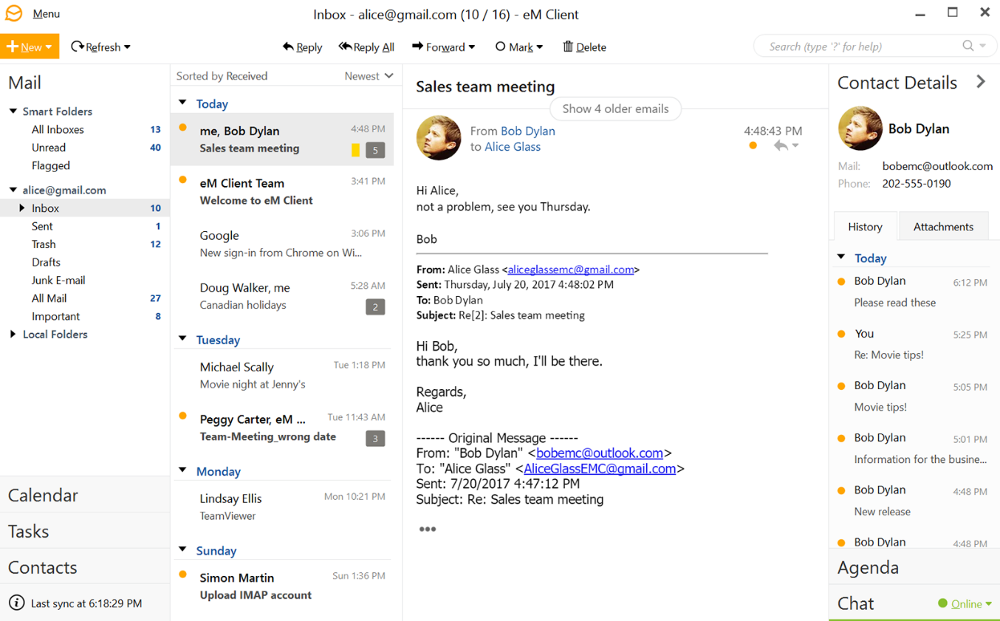 Menu
Inbox - alice@gmail.com (10 / 16) - eM Client
New
Refresh
Reply
Reply All
Forward
Mark
Delete
Search (type '?' for help)
Mail
Smart Folders
All Inboxes 13
Unread 40
Flagged
alice@gmail.com
Inbox 10
Sent 1
Trash 12
Drafts
Junk E-mail
All Mail 27
Important 8
Local Folders
Calendar
Tasks
Contacts
Last sync at 6:18:29 PM
Sorted by Received Newest
Today
me, Bob Dylan 4:48 PM
Sales team meeting 5
eM Client Team 3:41 PM
Welcome to eM Client
Google 3:06 PM
New sign-in from Chrome on Wi...
Doug Walker, me 5:28 AM
Canadian holidays 2
Tuesday
Michael Scally Tue 1:18 PM
Movie night at Jenny's
Peggy Carter, eM ... Tue 11:43 AM
Team-Meeting_wrong date 3
Monday
Lindsay Ellis Mon 10:21 PM
TeamViewer
Sunday
Simon Martin Sun 1:36 PM
Upload IMAP account
Sales team meeting
Show 4 older emails
From Bob Dylan 4:48:43 PM
to Alice Glass
Hi Alice,
not a problem, see you Thursday.
Bob
From: Alice Glass <aliceglassemc@gmail.com>
Sent: Thursday, July 20, 2017 4:48:02 PM
To: Bob Dylan
Subject: Re[2]: Sales team meeting
Hi Bob,
thank you so much, I'll be there.
Regards,
Alice
------ Original Message ------
From: "Bob Dylan" <bobemc@outlook.com>
To: "Alice Glass" <AliceGlassEMC@gmail.com>
Sent: 7/20/2017 4:47:12 PM
Subject: Re: Sales team meeting
Contact Details
Bob Dylan
Mail: bobemc@outlook.com
Phone: 202-555-0190
History Attachments
Today
Bob Dylan 6:12 PM
Please read these
You 5:25 PM
Re: Movie tips!
Bob Dylan 5:05 PM
Movie tips!
Bob Dylan 5:01 PM
Information for the busine...
Bob Dylan 4:48 PM
New release
Bob Dylan 4:48 PM
Agenda
Chat Online